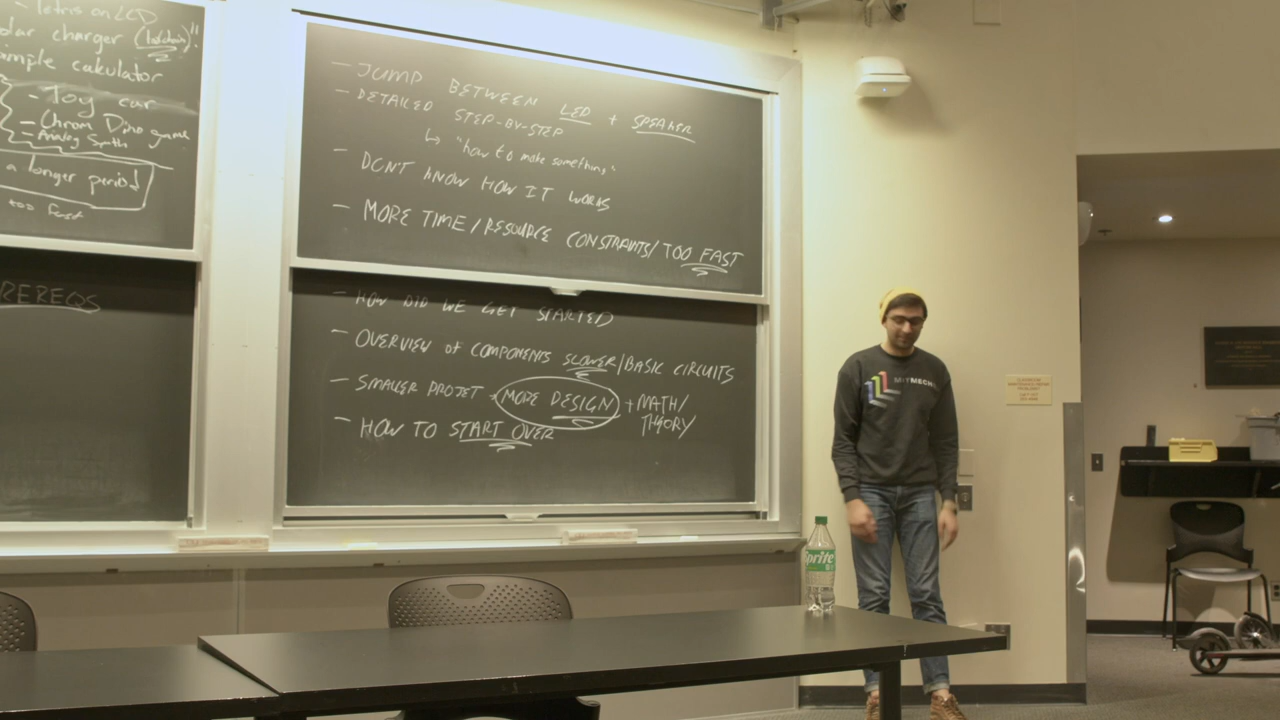 - Tetris on LCD
olar charger
simple calculator
- Toy car
- Chrom Dino game
- Analog Synth
a longer period
too fast
REREQS
- JUMP BETWEEN LED + SPEAKER
- DETAILED STEP-BY-STEP
↳ "how to make something"
- DON'T KNOW HOW IT WORKS
- MORE TIME/RESOURCE CONSTRAINTS/TOO FAST
- HOW DID WE GET STARTED
- OVERVIEW of COMPONENTS SLOWER/BASIC CIRCUITS
- SMALLER PROJET - MORE DESIGN + MATH/
THEORY
- HOW TO START OVER
MITMECHE
Sprite